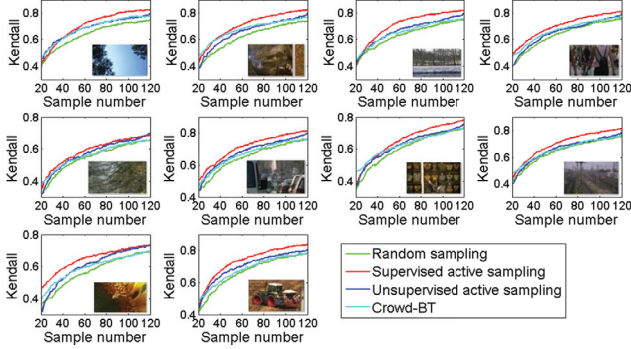 Kendall 0.8 0.6 0.4 Kendall 0.8 0.6 0.4 Kendall 0.8 0.6 0.4 Kendall 0.8 0.6 0.4
20 40 60 80 100 120 20 40 60 80 100 120 20 40 60 80 100 120 20 40 60 80 100 120
Sample number Sample number Sample number Sample number
Kendall 0.8 0.6 0.4 Kendall 0.8 0.6 0.4 Kendall 0.8 0.6 0.4 Kendall 0.8 0.6 0.4
20 40 60 80 100 120 20 40 60 80 100 120 20 40 60 80 100 120 20 40 60 80 100 120
Sample number Sample number Sample number Sample number
Kendall 0.8 0.6 0.4 Kendall 0.8 0.6 0.4
20 40 60 80 100 120 20 40 60 80 100 120
Sample number Sample number
Random sampling
Supervised active sampling
Unsupervised active sampling
Crowd-BT